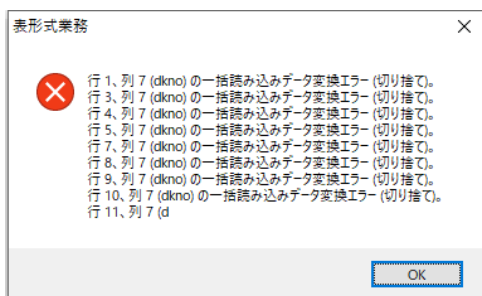 表形式業務
行 1、列 7 (dkno) の一括読み込みデータ変換エラー (切り捨て)。
行 3、列 7 (dkno) の一括読み込みデータ変換エラー (切り捨て)。
行 4、列 7 (dkno) の一括読み込みデータ変換エラー (切り捨て)。
行 5、列 7 (dkno) の一括読み込みデータ変換エラー (切り捨て)。
行 7、列 7 (dkno) の一括読み込みデータ変換エラー (切り捨て)。
行 8、列 7 (dkno) の一括読み込みデータ変換エラー (切り捨て)。
行 9、列 7 (dkno) の一括読み込みデータ変換エラー (切り捨て)。
行 10、列 7 (dkno) の一括読み込みデータ変換エラー (切り捨て)。
行 11、列 7 (d
OK